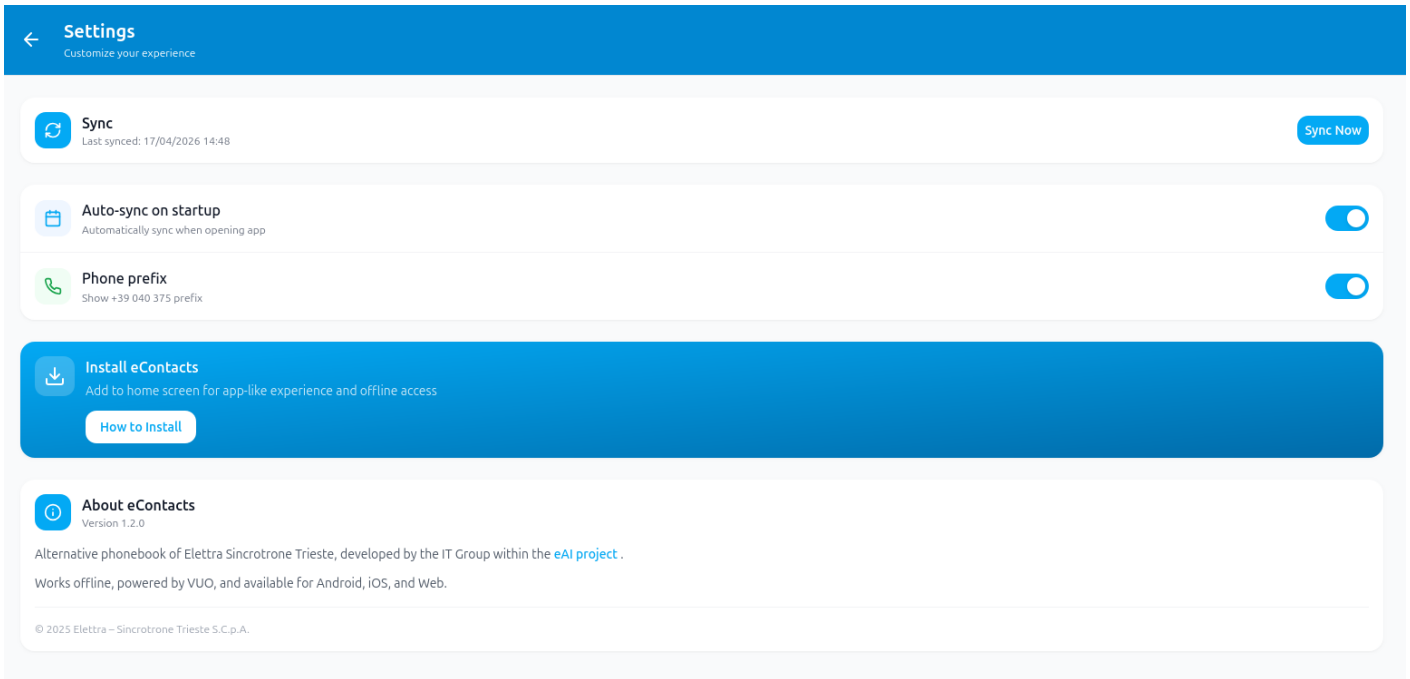 Settings
Customize your experience
Sync
Last synced: 17/04/2026 14:48
Sync Now
Auto-sync on startup
Automatically sync when opening app
Phone prefix
Show +39 040 375 prefix
Install eContacts
Add to home screen for app-like experience and offline access
How to Install
About eContacts
Version 1.2.0
Alternative phonebook of Elettra Sincrotrone Trieste, developed by the IT Group within the eAI project .
Works offline, powered by VUO, and available for Android, iOS, and Web.
© 2025 Elettra – Sincrotrone Trieste S.C.p.A.